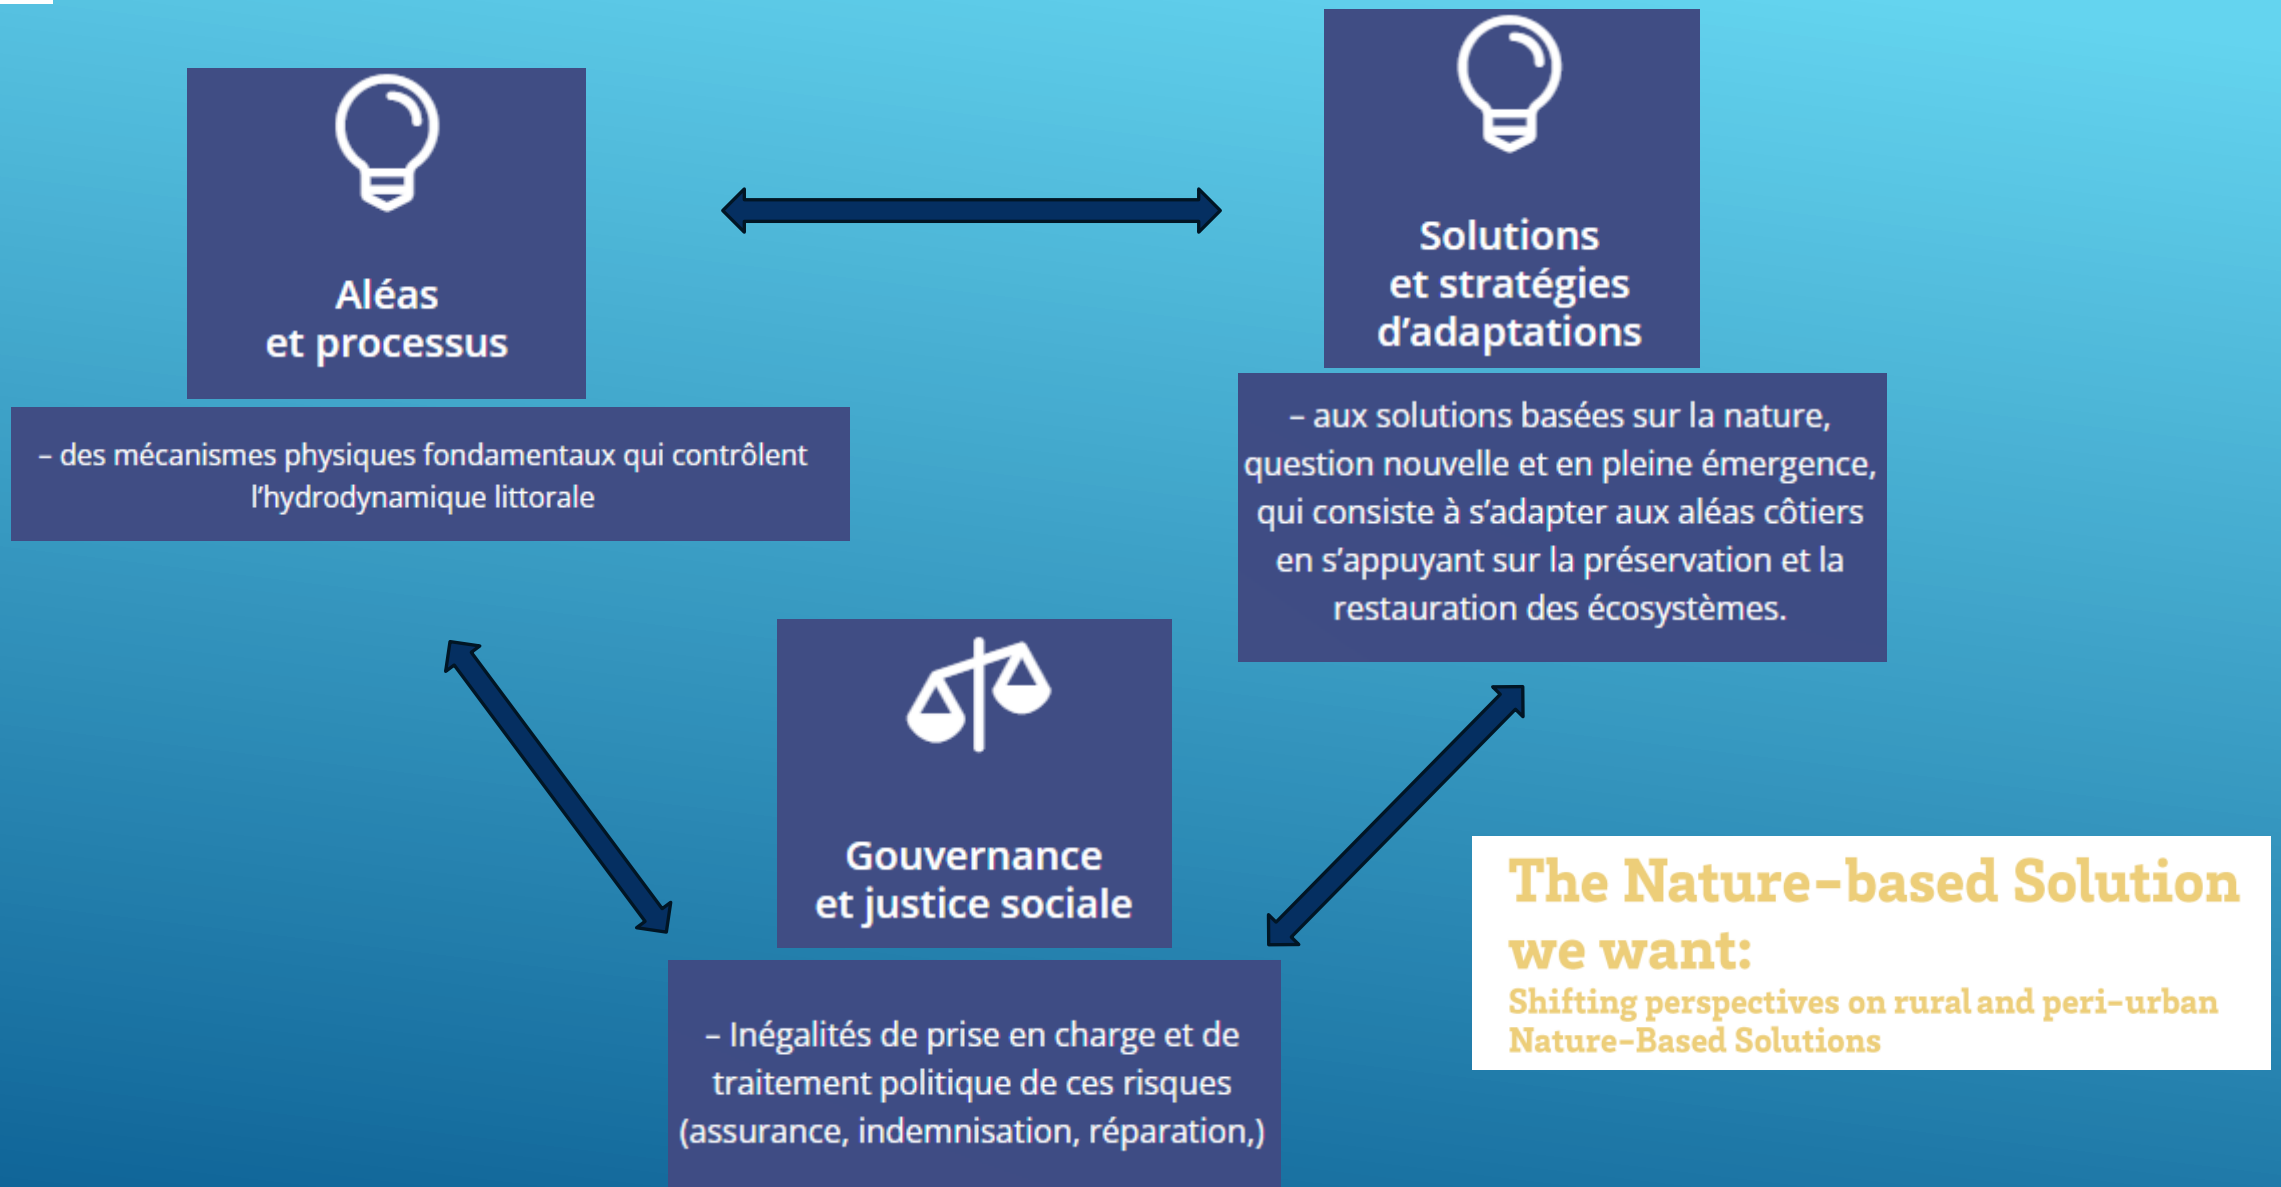 Aléas
et processus
– des mécanismes physiques fondamentaux qui contrôlent
l’hydrodynamique littorale
Solutions
et stratégies
d’adaptations
– aux solutions basées sur la nature,
question nouvelle et en pleine émergence,
qui consiste à s’adapter aux aléas côtiers
en s’appuyant sur la préservation et la
restauration des écosystèmes.
Gouvernance
et justice sociale
– Inégalités de prise en charge et de
traitement politique de ces risques
(assurance, indemnisation, réparation,)
The Nature-based Solution
we want:
Shifting perspectives on rural and peri-urban
Nature-Based Solutions